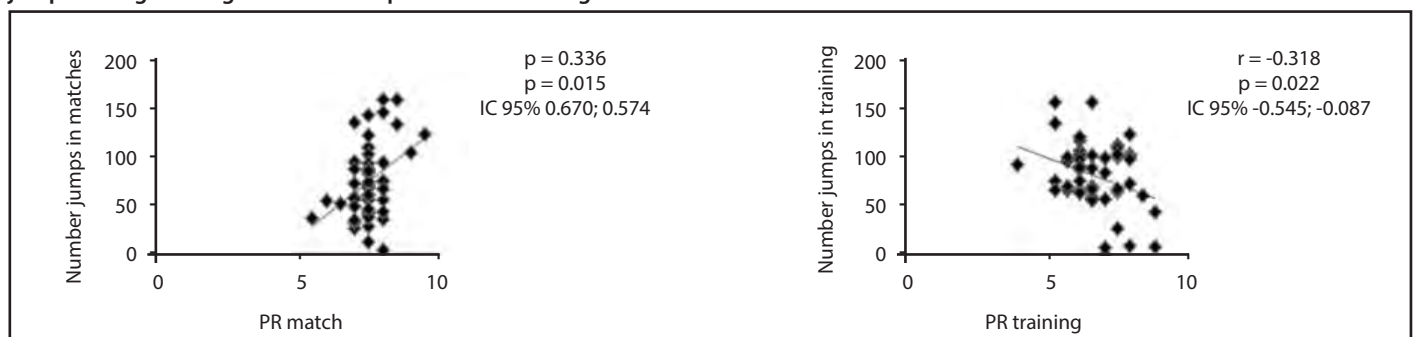 Number jumps in matches
200
150
100
50
0
0
5
10
PR match
p = 0.336
p = 0.015
IC 95% 0.670; 0.574
Number jumps in training
200
150
100
50
0
0
5
10
PR training
r = -0.318
p = 0.022
IC 95% -0.545; -0.087